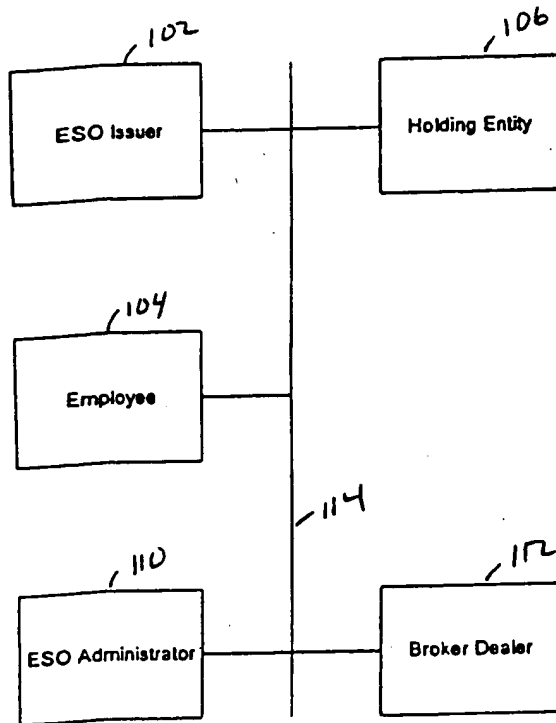 102
106
ESO Issuer
Holding Entity
104
Employee
114
110
112
ESO Administrator
Broker Dealer